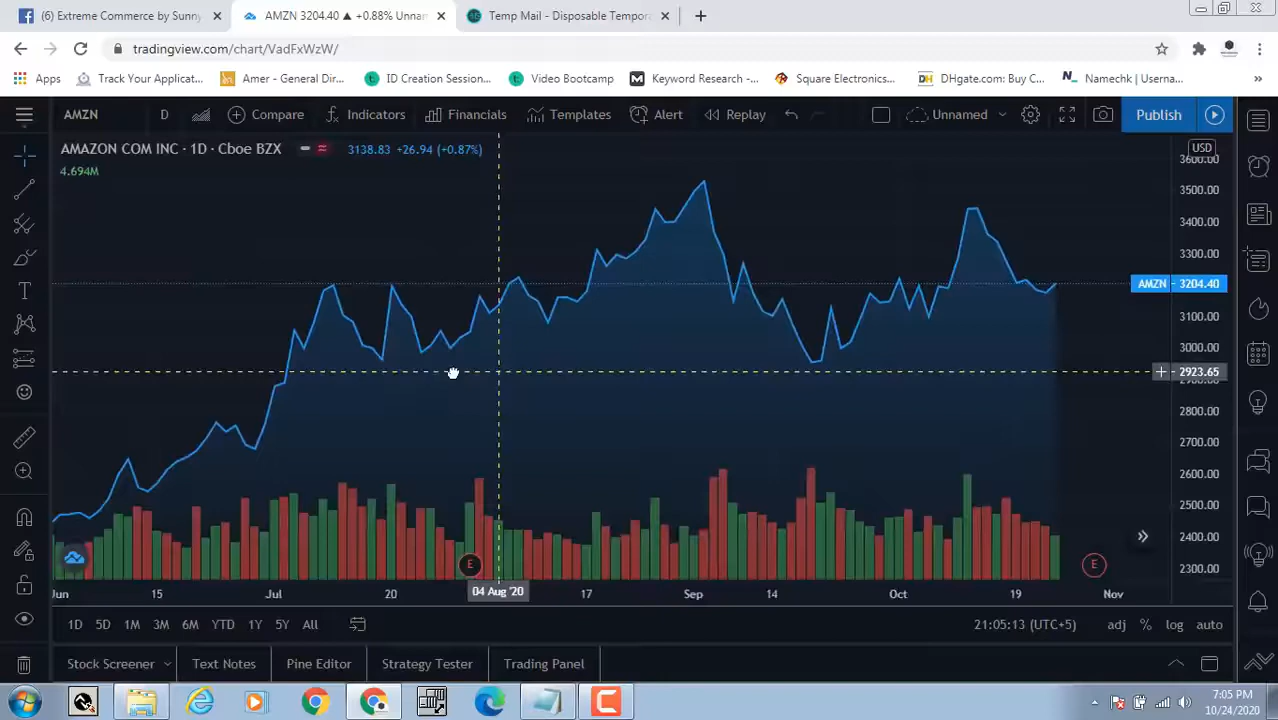 (6) Extreme Commerce by Sunny
AMZN 3204.40 ▲ +0.88% Unnan
Temp Mail - Disposable Tempora
tradingview.com/chart/VadFxWzW/
Apps
Track Your Applicat...
Amer - General Dir...
ID Creation Session...
Video Bootcamp
Keyword Research -...
Square Electronics...
DHgate.com: Buy C...
Namechk | Userna...
»
AMZN
D
Compare
Indicators
Financials
Templates
Alert
Replay
Unnamed
Publish
AMAZON COM INC · 1D · Cboe BZX
3138.83 +26.94 (+0.87%)
4.694M
USD
3600.00
3500.00
3400.00
3300.00
AMZN
3204.40
3100.00
3000.00
2923.65
2800.00
2700.00
2600.00
2500.00
2400.00
2300.00
E
E
Jun
15
Jul
20
04 Aug '20
17
Sep
14
Oct
19
Nov
1D
5D
1M
3M
6M
YTD
1Y
5Y
All
21:05:13 (UTC+5)
adj
%
log
auto
Stock Screener
Text Notes
Pine Editor
Strategy Tester
Trading Panel
7:05 PM
10/24/2020